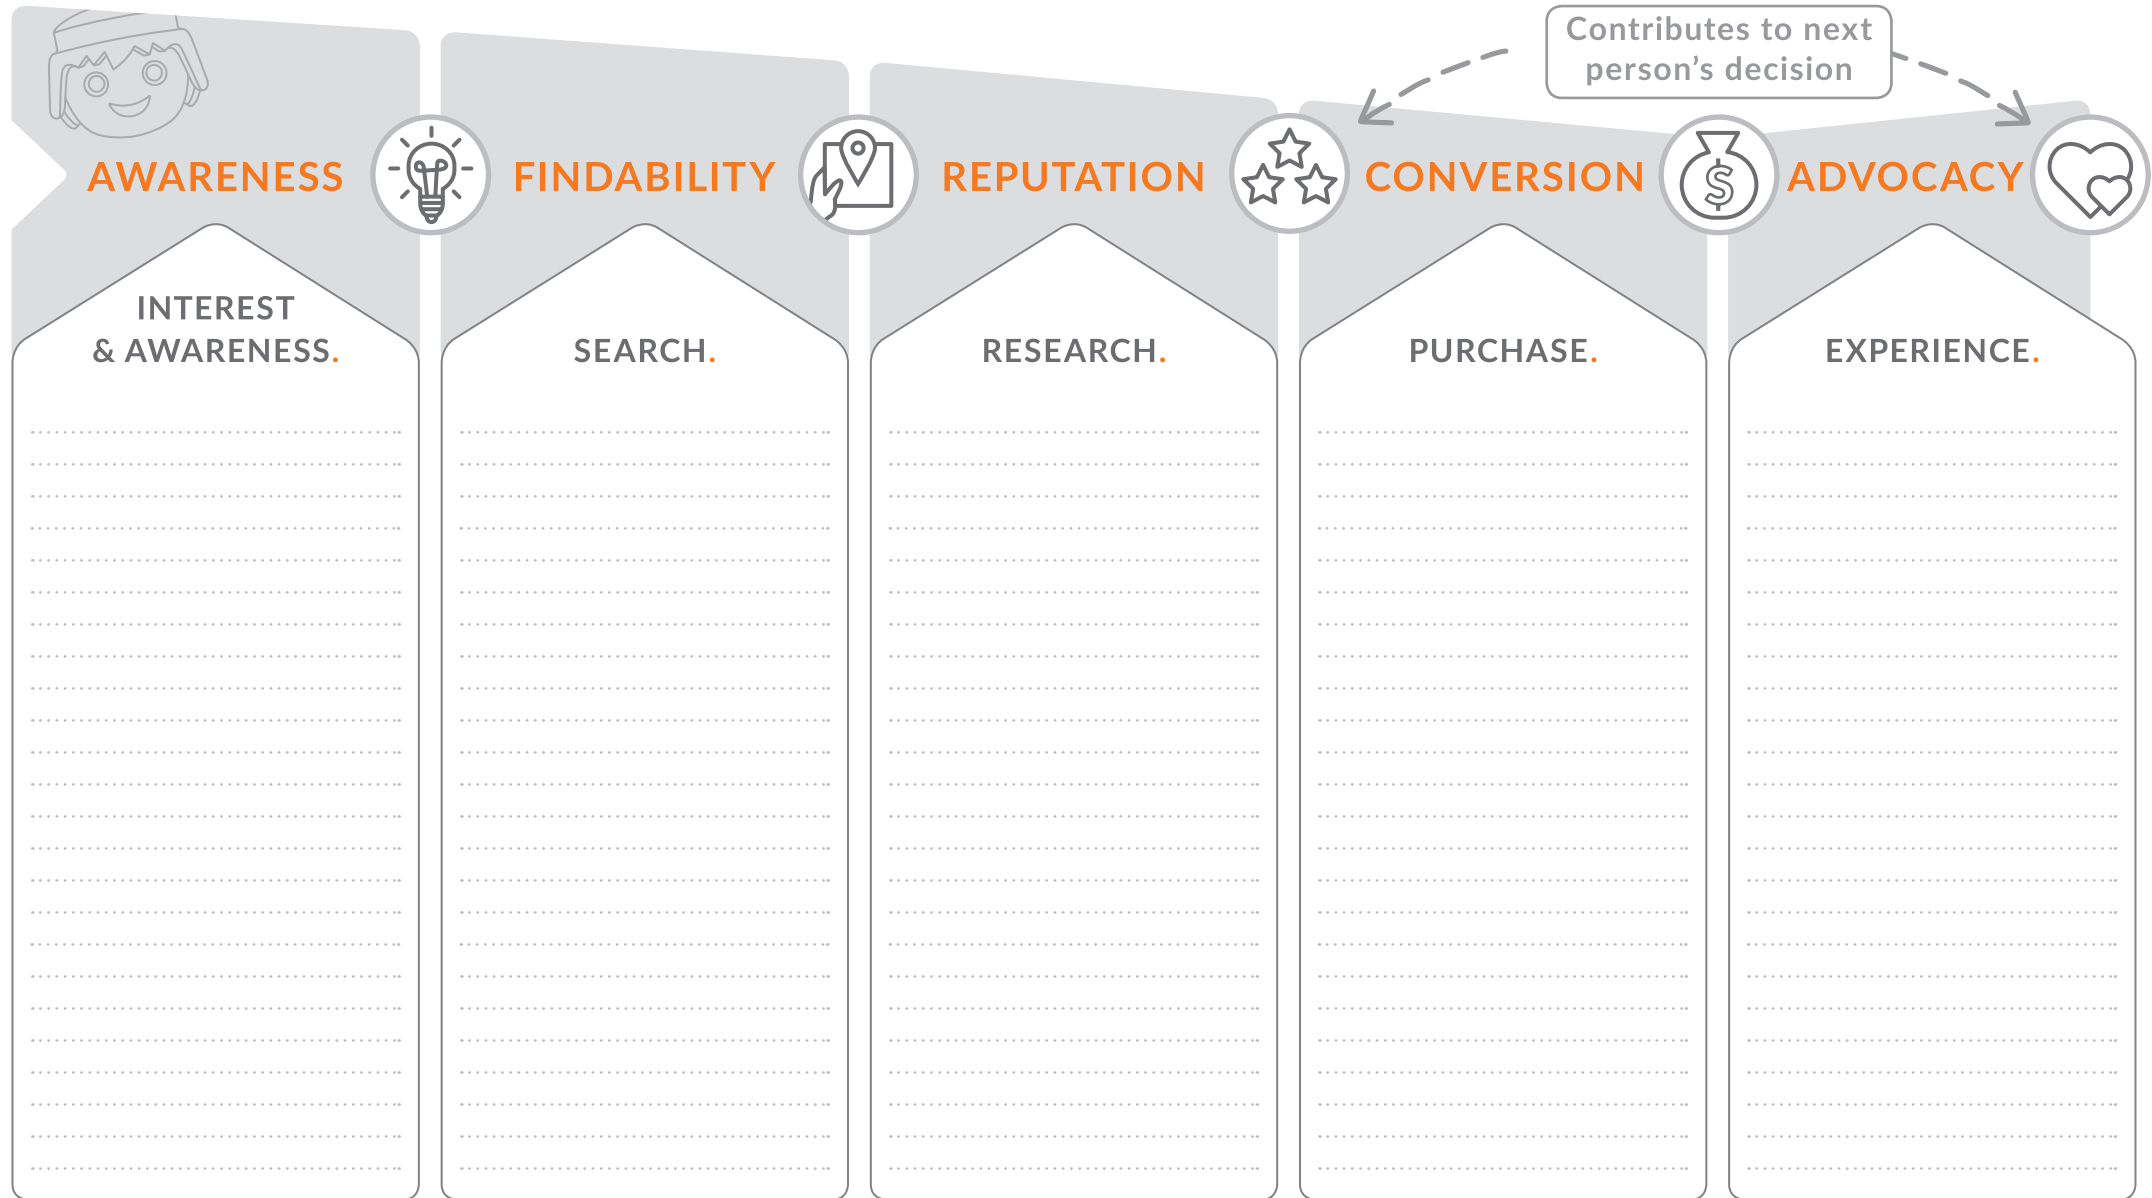 Contributes to next
person's decision
AWARENESS
FINDABILITY
REPUTATION
CONVERSION
$
ADVOCACY
INTEREST
& AWARENESS.
SEARCH.
RESEARCH.
PURCHASE.
EXPERIENCE.